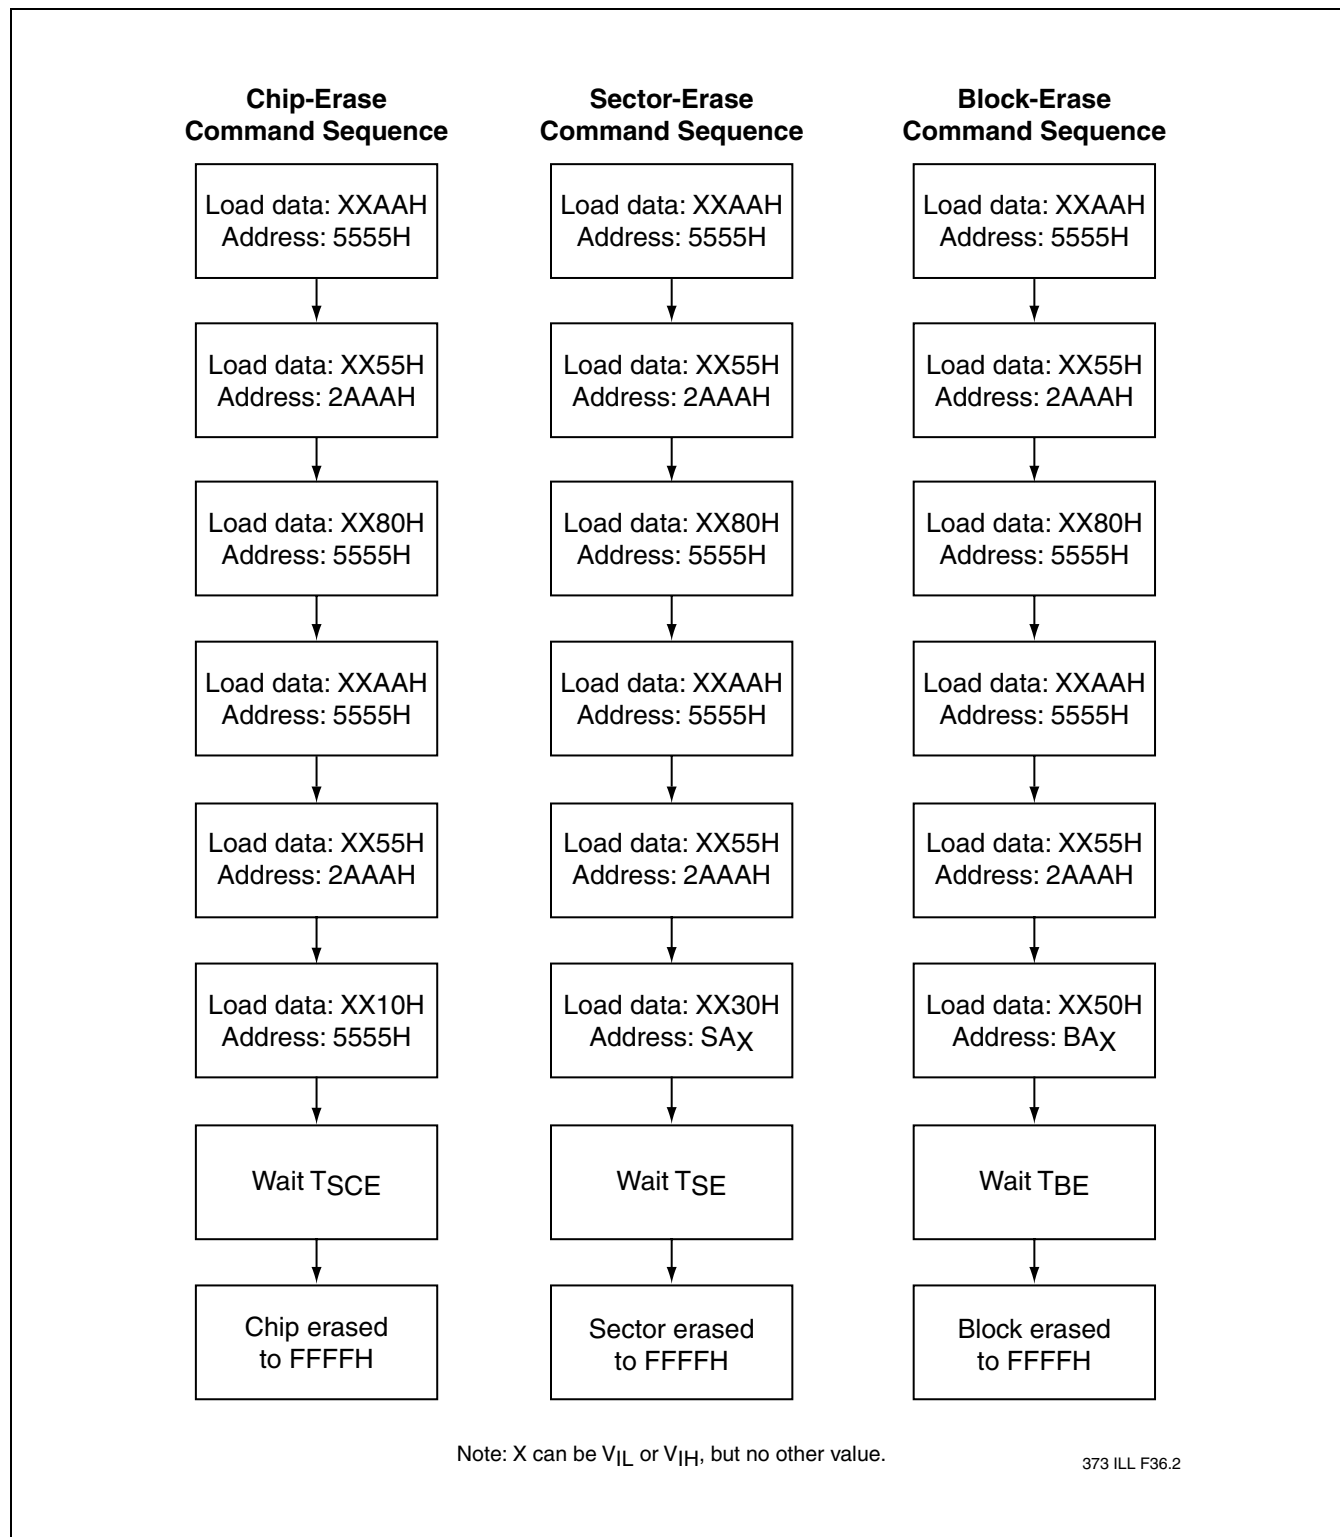 Chip-Erase
Command Sequence
Load data: XXAAH
Address: 5555H
Load data: XX55H
Address: 2AAAH
Load data: XX80H
Address: 5555H
Load data: XXAAH
Address: 5555H
Load data: XX55H
Address: 2AAAH
Load data: XX10H
Address: 5555H
Wait TSCE
Chip erased
to FFFFH
Sector-Erase
Command Sequence
Load data: XXAAH
Address: 5555H
Load data: XX55H
Address: 2AAAH
Load data: XX80H
Address: 5555H
Load data: XXAAH
Address: 5555H
Load data: XX55H
Address: 2AAAH
Load data: XX30H
Address: SAX
Wait TSE
Sector erased
to FFFFH
Block-Erase
Command Sequence
Load data: XXAAH
Address: 5555H
Load data: XX55H
Address: 2AAAH
Load data: XX80H
Address: 5555H
Load data: XXAAH
Address: 5555H
Load data: XX55H
Address: 2AAAH
Load data: XX50H
Address: BAX
Wait TBE
Block erased
to FFFFH
Note: X can be VIL or VIH, but no other value.
373 ILL F36.2